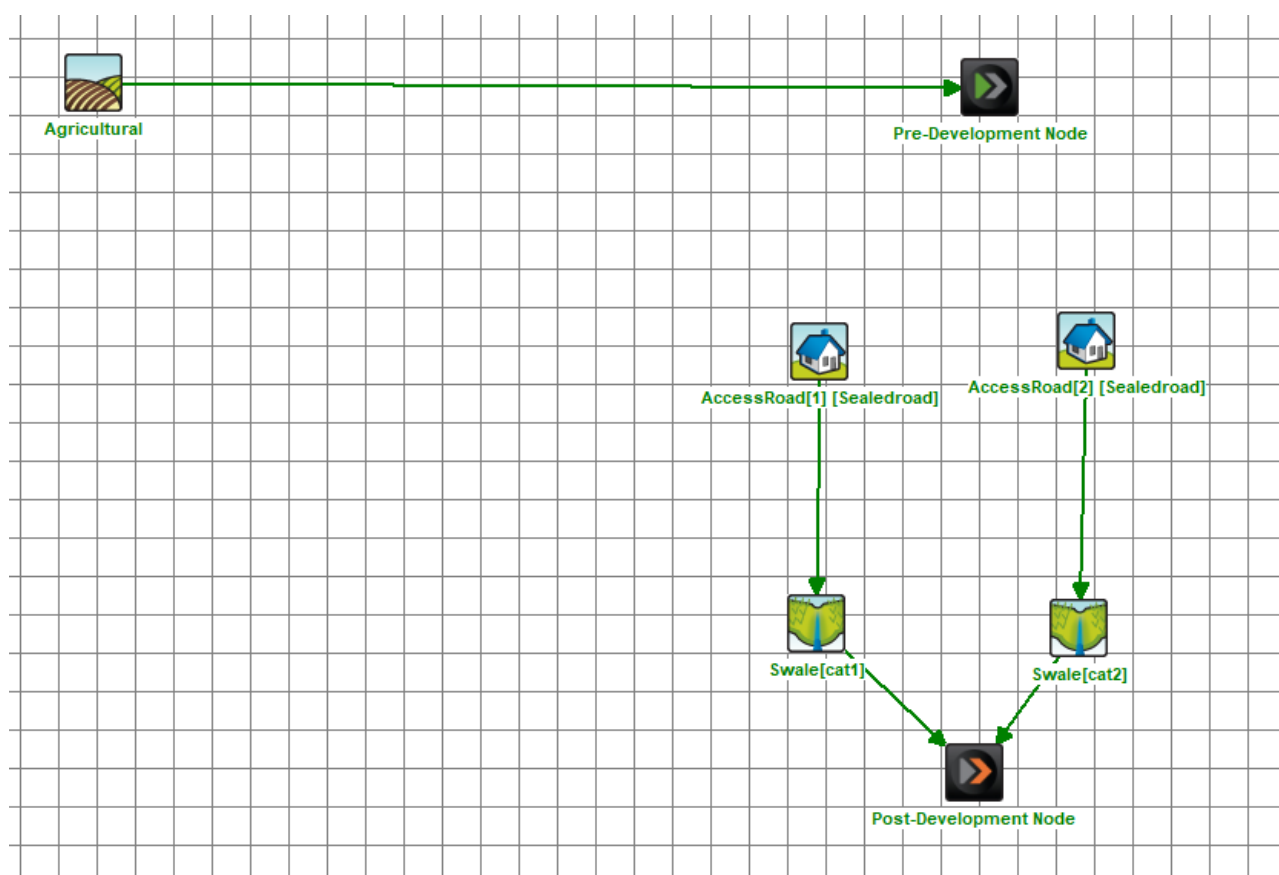 Agricultural
Pre-Development Node
AccessRoad[1] [Sealedroad]
AccessRoad[2] [Sealedroad]
Swale[cat1]
Swale[cat2]
Post-Development Node